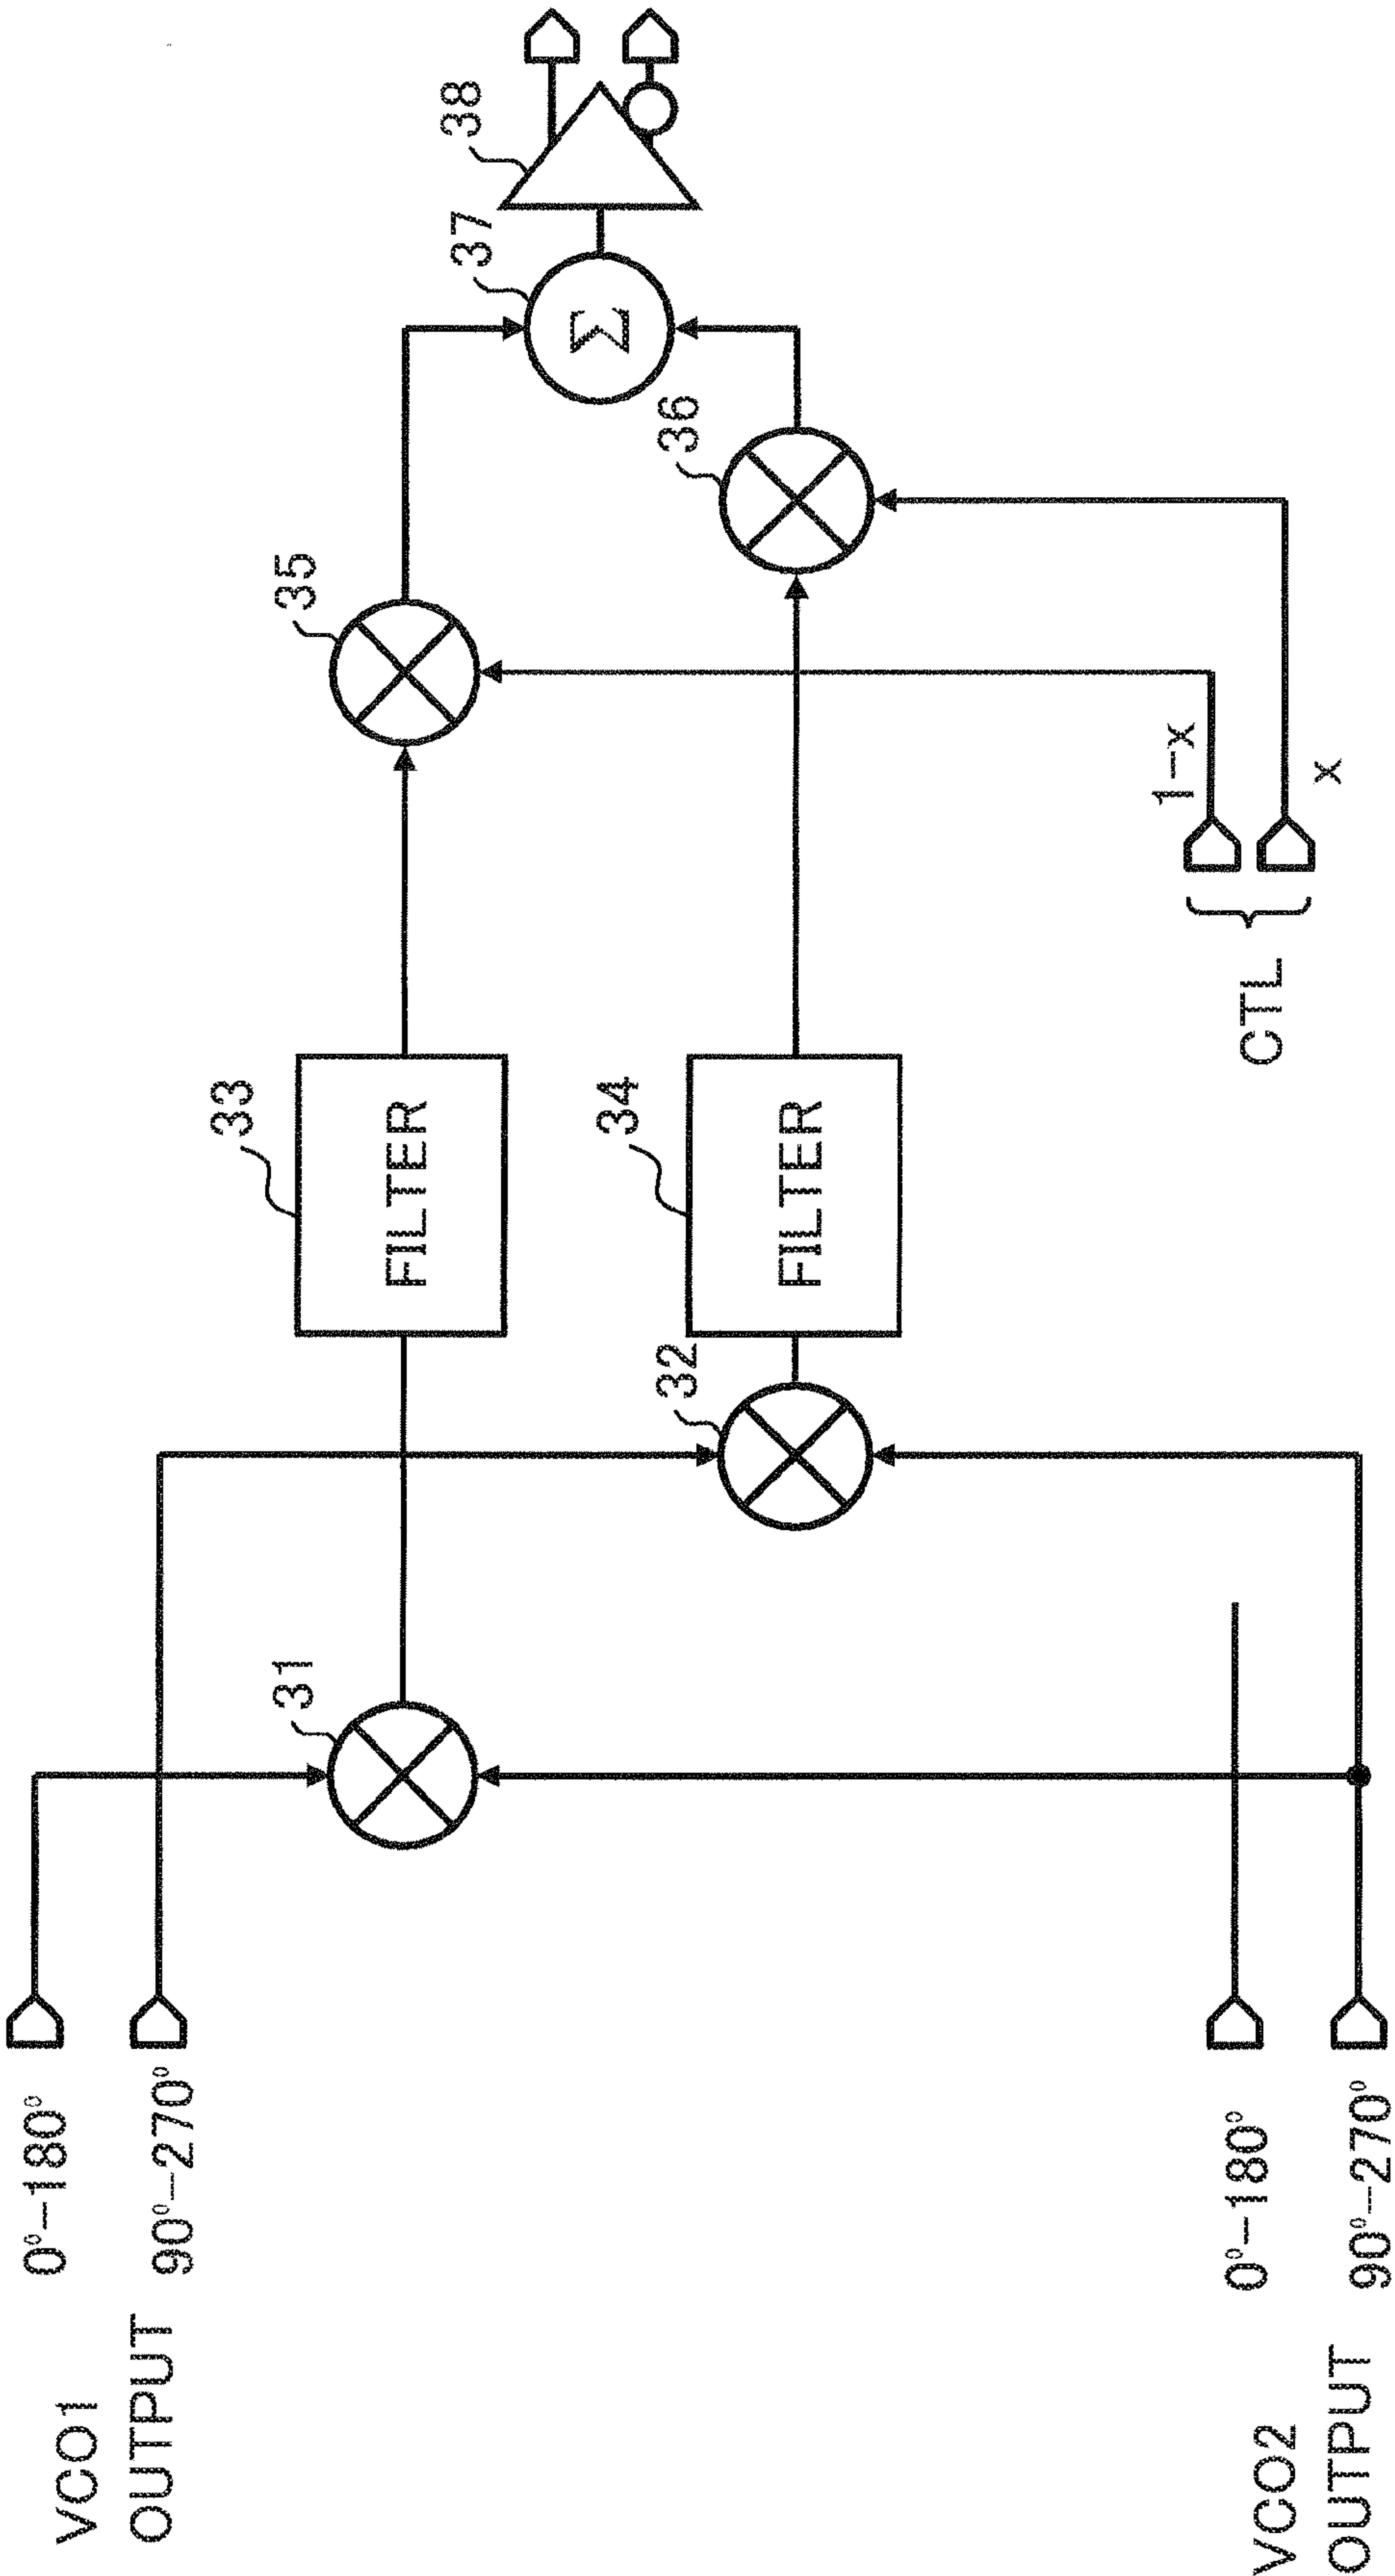 VCO1
OUTPUT
0°−180°
90°−270°
31
32
33
FILTER
34
FILTER
35
36
37
Σ
38
CTL
1−x
x
VCO2
OUTPUT
0°−180°
90°−270°